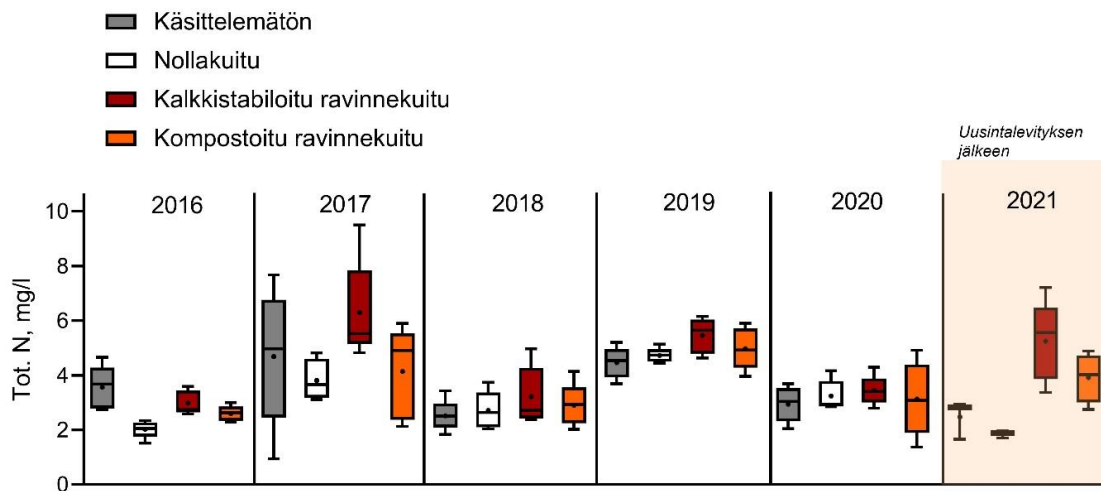 Käsittelemätön
Nollakuitu
Kalkkistabiloitu ravinnekuitu
Kompostoitu ravinnekuitu
Uusintalevityksen
jälkeen
2016
2017
2018
2019
2020
2021
Tot. N, mg/l
10
8
6
4
2
0